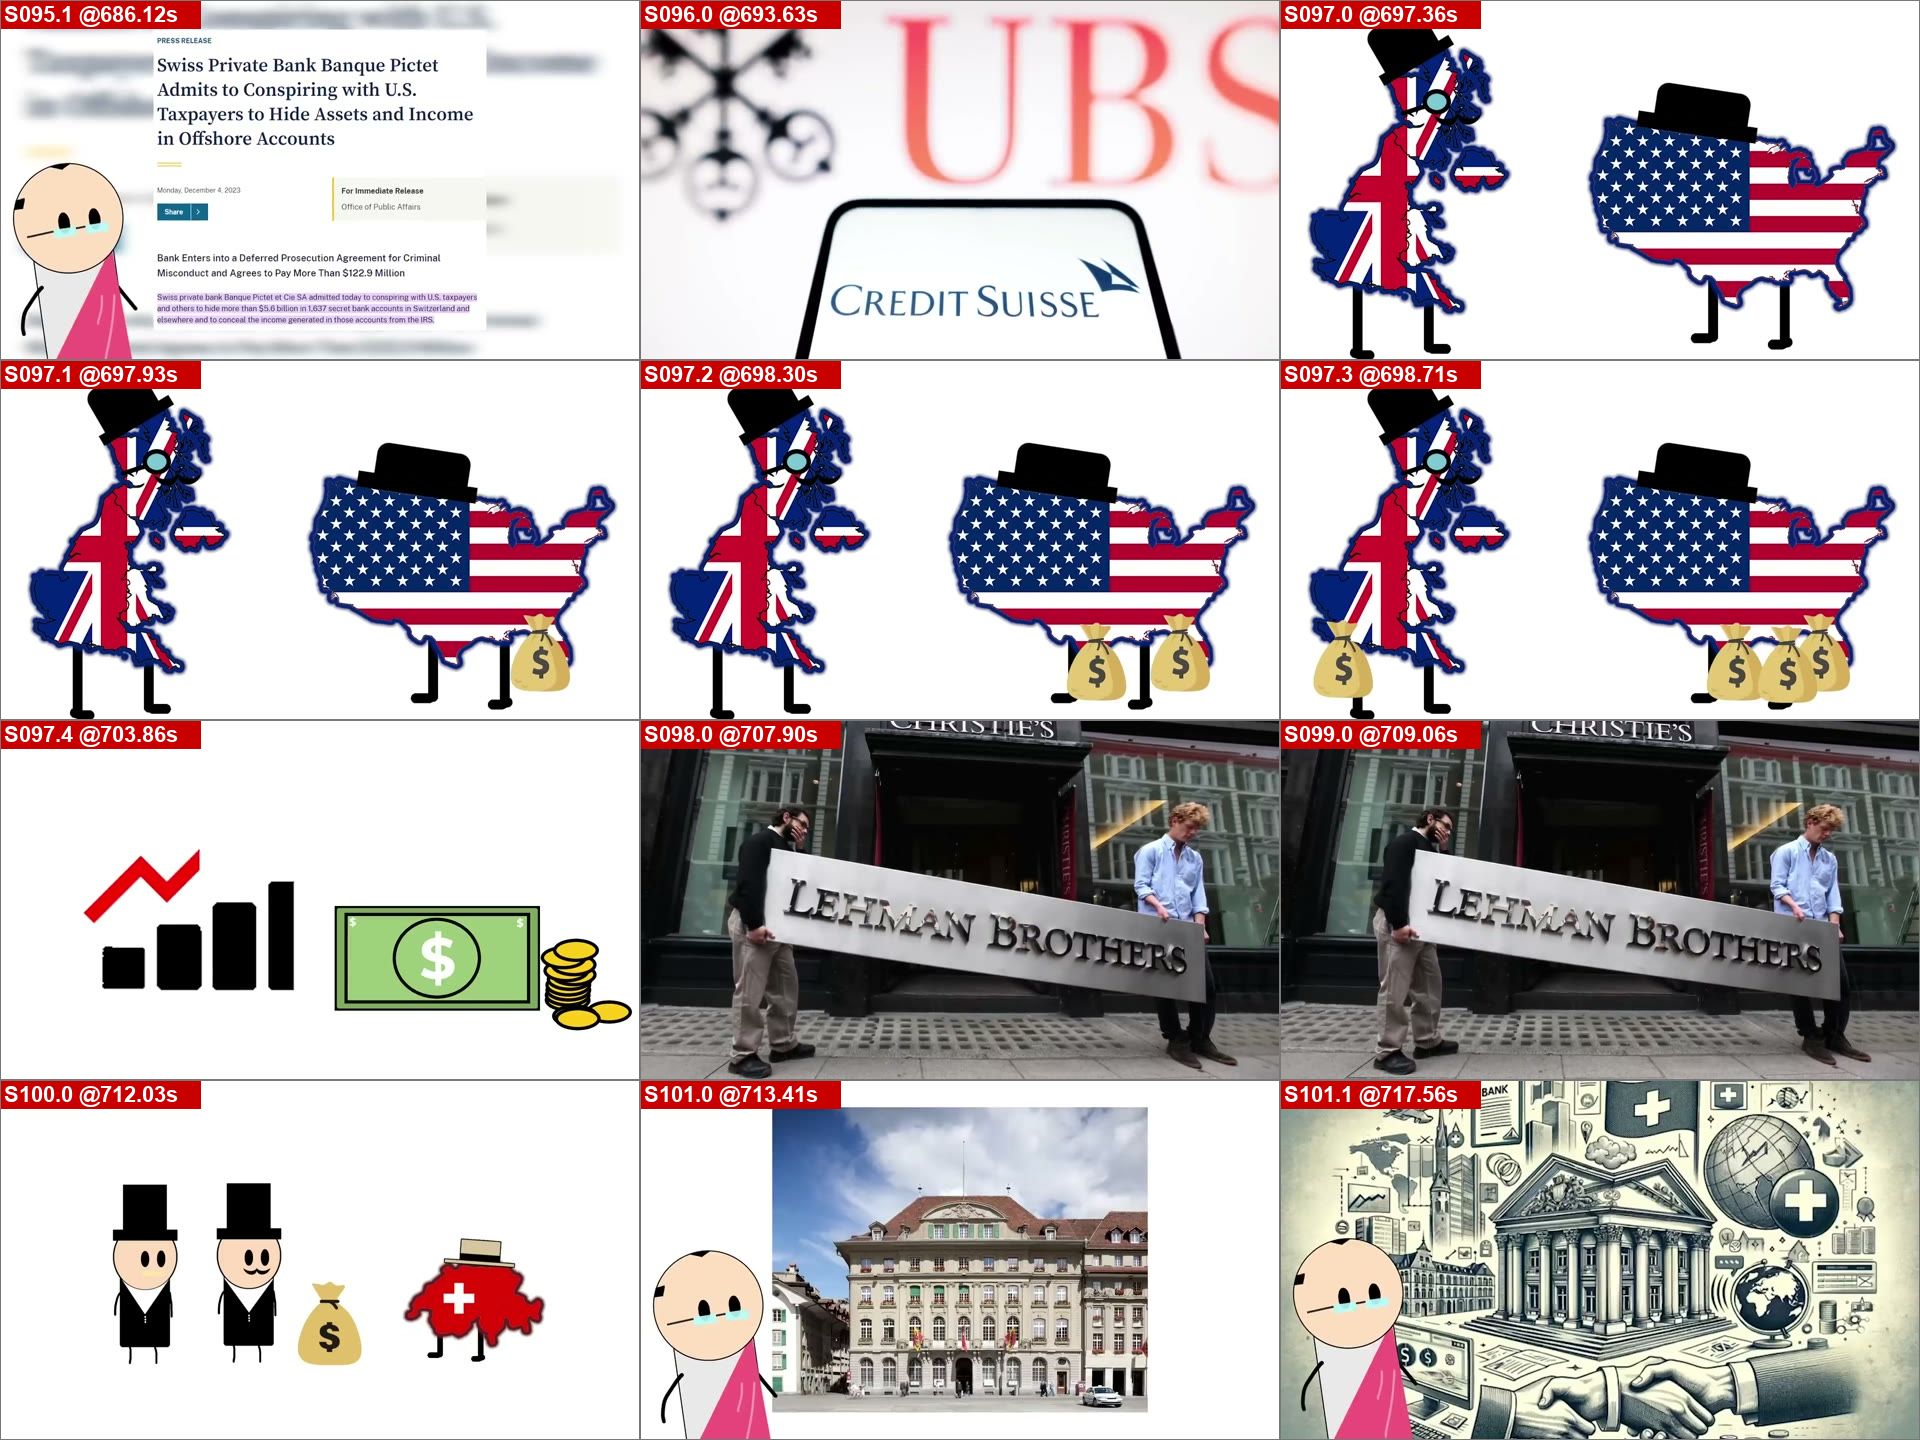 S095.1 @686.12s
PRESS RELEASE
Swiss Private Bank Banque Pictet
Admits to Conspiring with U.S.
Taxpayers to Hide Assets and Income
in Offshore Accounts
Monday, December 4, 2023
Share
For Immediate Release
Office of Public Affairs
Bank Enters into a Deferred Prosecution Agreement for Criminal
Misconduct and Agrees to Pay More Than $122.9 Million
Swiss private bank Banque Pictet et Cie SA admitted today to conspiring with U.S. taxpayers
and others to hide more than $5.6 billion in 1,637 secret bank accounts in Switzerland and
elsewhere and to conceal the income generated in those accounts from the IRS.
S096.0 @693.63s
UBS
CREDIT SUISSE
S097.0 @697.36s
S097.1 @697.93s
$
S097.2 @698.30s
$
$
S097.3 @698.71s
$
$
$
$
S097.4 @703.86s
$
$
$
S098.0 @707.90s
CHRISTIE'S
LEHMAN BROTHERS
S099.0 @709.06s
CHRISTIE'S
CHRISTIE'S
LEHMAN BROTHERS
S100.0 @712.03s
$
S101.0 @713.41s
S101.1 @717.56s
BANK
$
$